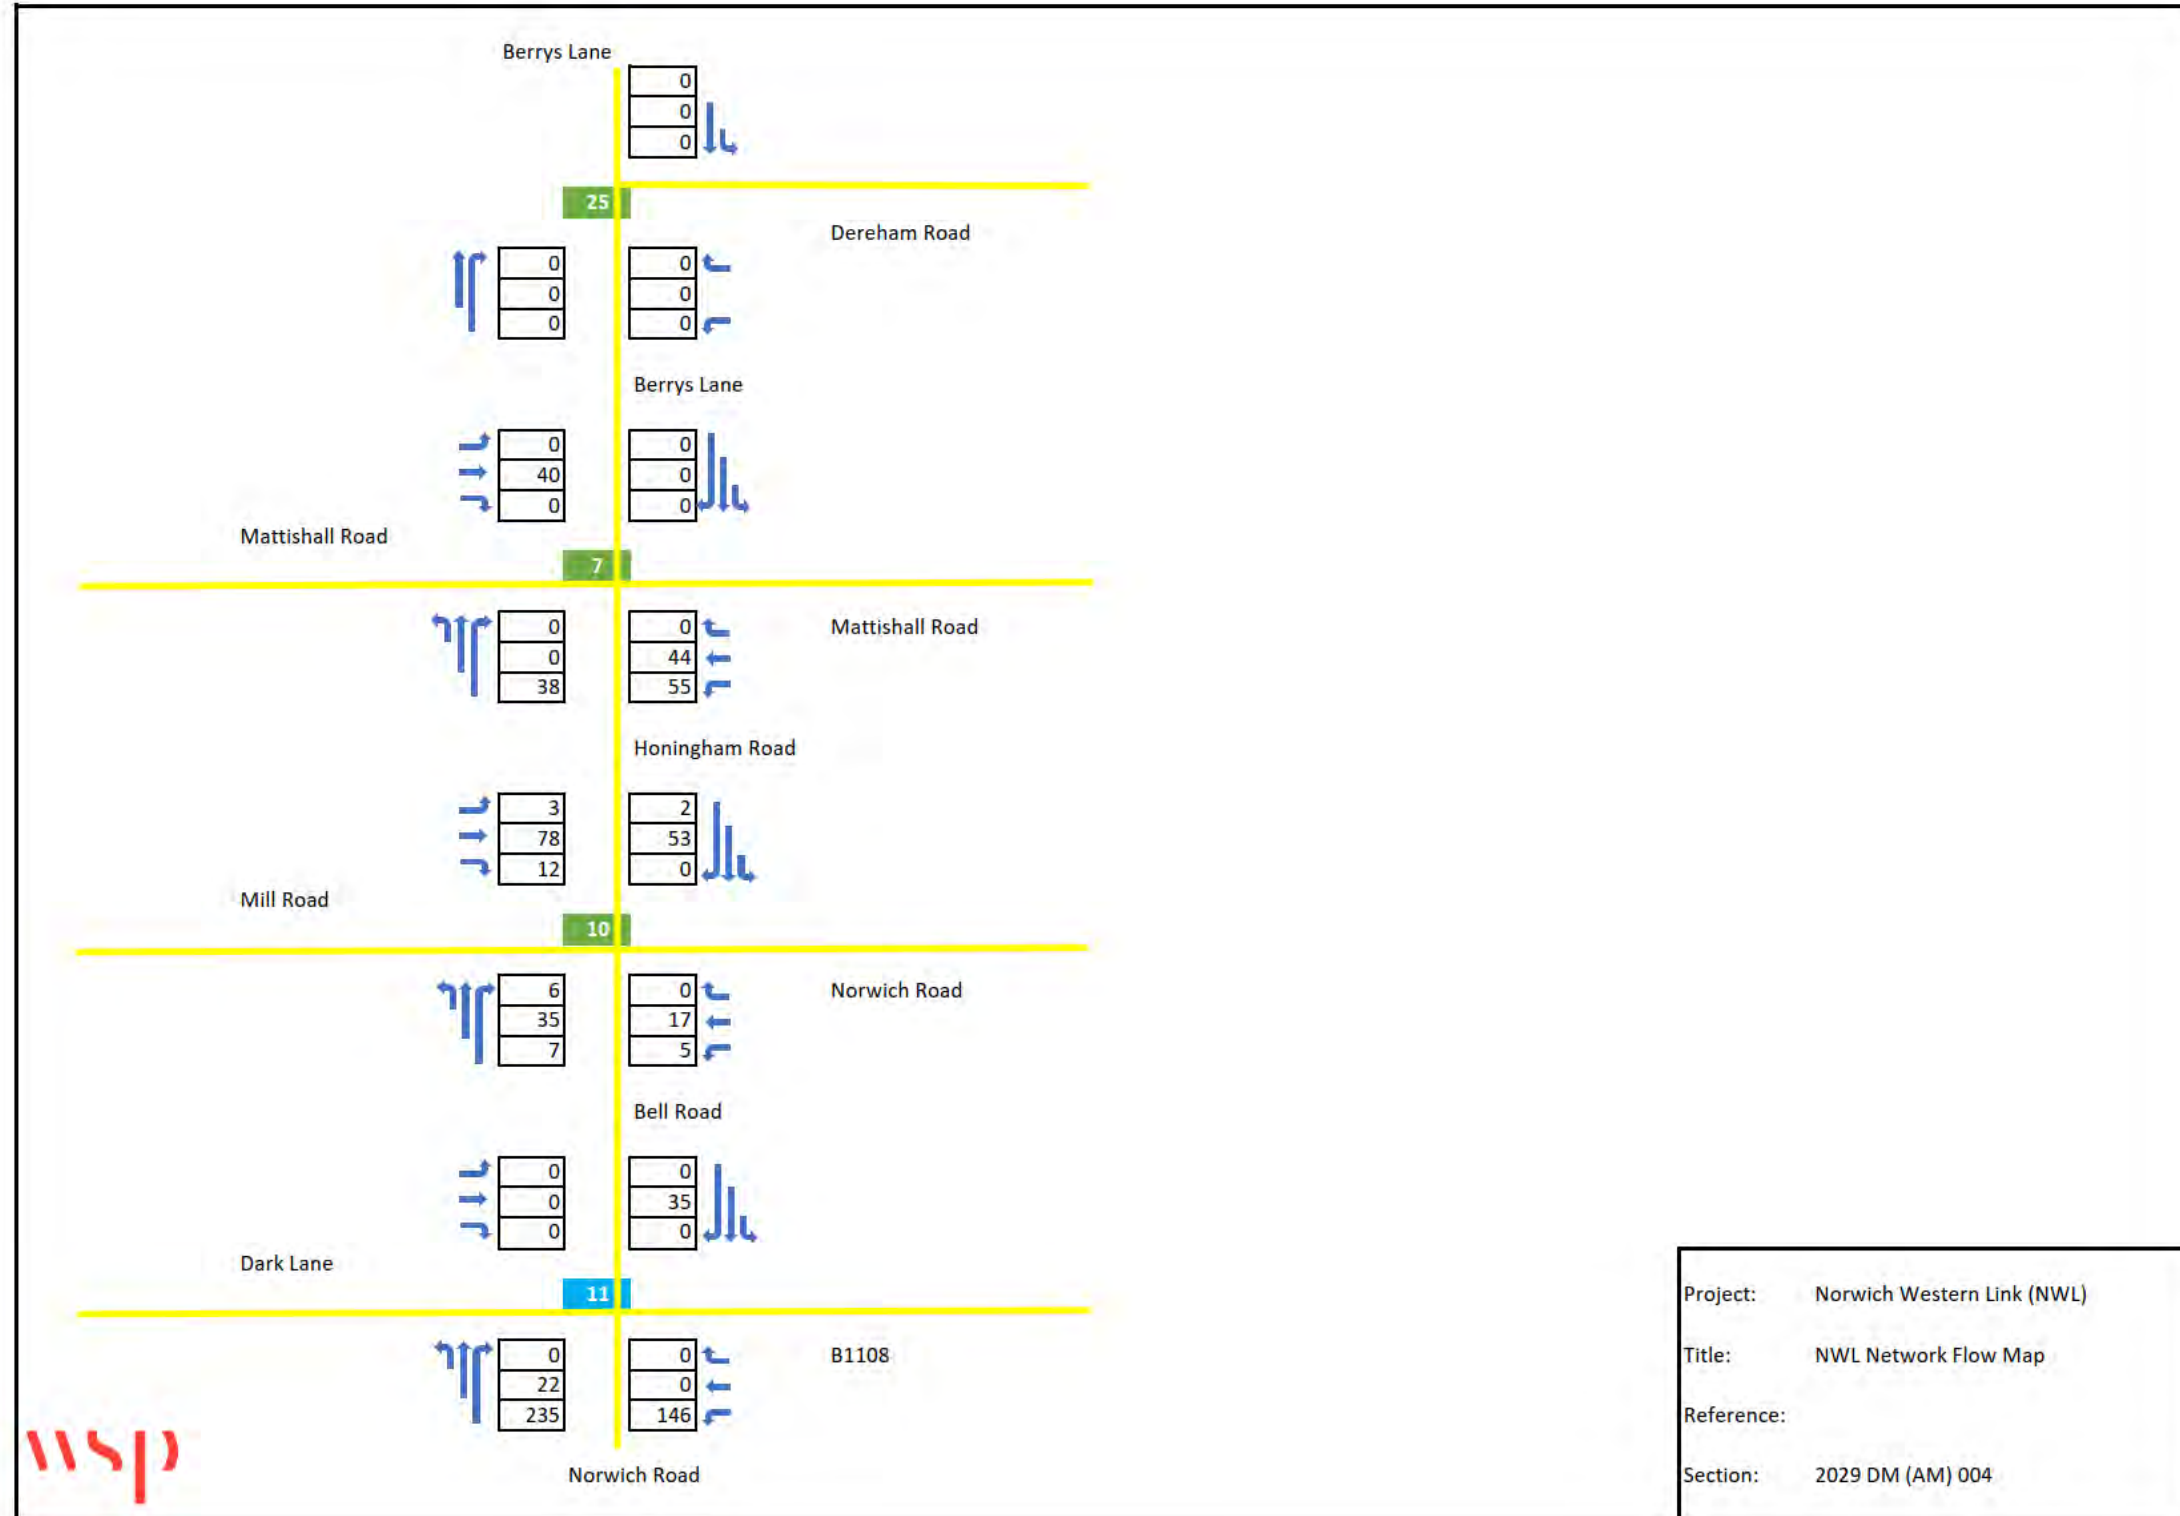 Berrys Lane
0
0
0
25
Dereham Road
0 0
0 0
0 0
Berrys Lane
0 0
40 0
0 0
Mattishall Road
7
Mattishall Road
0 0
0 44
38 55
Honingham Road
3 2
78 53
12 0
Mill Road
10
Norwich Road
6 0
35 17
7 5
Bell Road
0 0
0 35
0 0
Dark Lane
11
B1108
0 0
22 0
235 146
Norwich Road
wsp
Project: Norwich Western Link (NWL)
Title: NWL Network Flow Map
Reference:
Section: 2029 DM (AM) 004